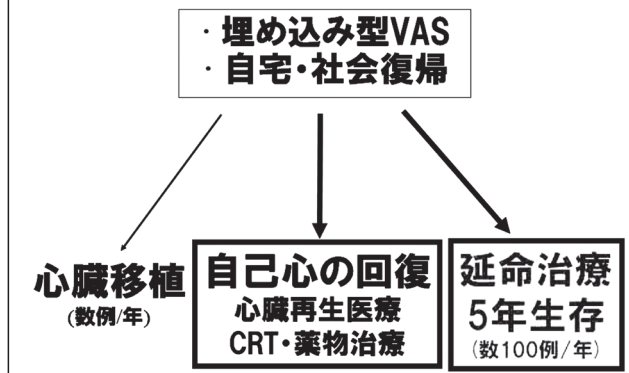 ・埋め込み型VAS
・自宅・社会復帰
心臓移植
(数例/年)
自己心の回復
心臓再生医療
CRT・薬物治療
延命治療
5年生存
(数100例/年)